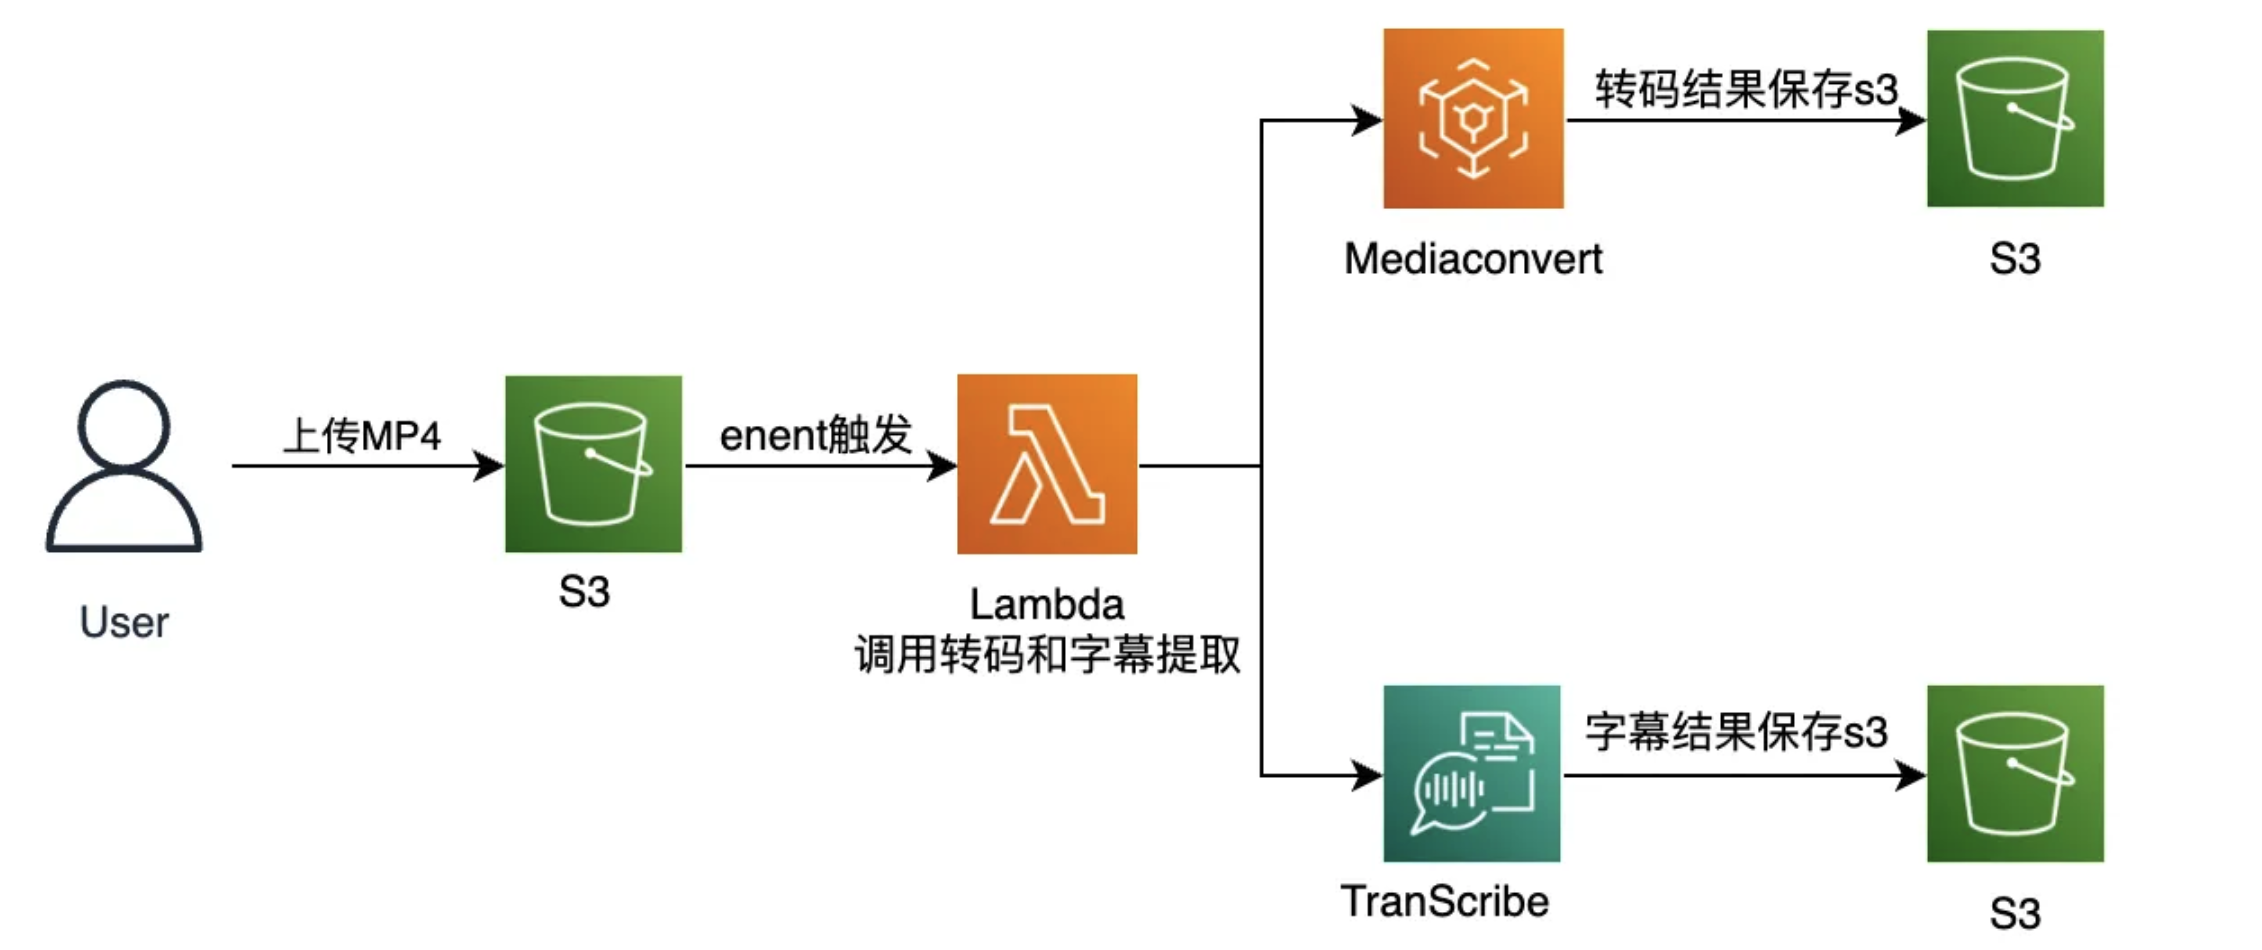 转码结果保存s3
Mediaconvert
S3
上传MP4
enent触发
User
S3
Lambda
调用转码和字幕提取
字幕结果保存s3
TranScribe
S3